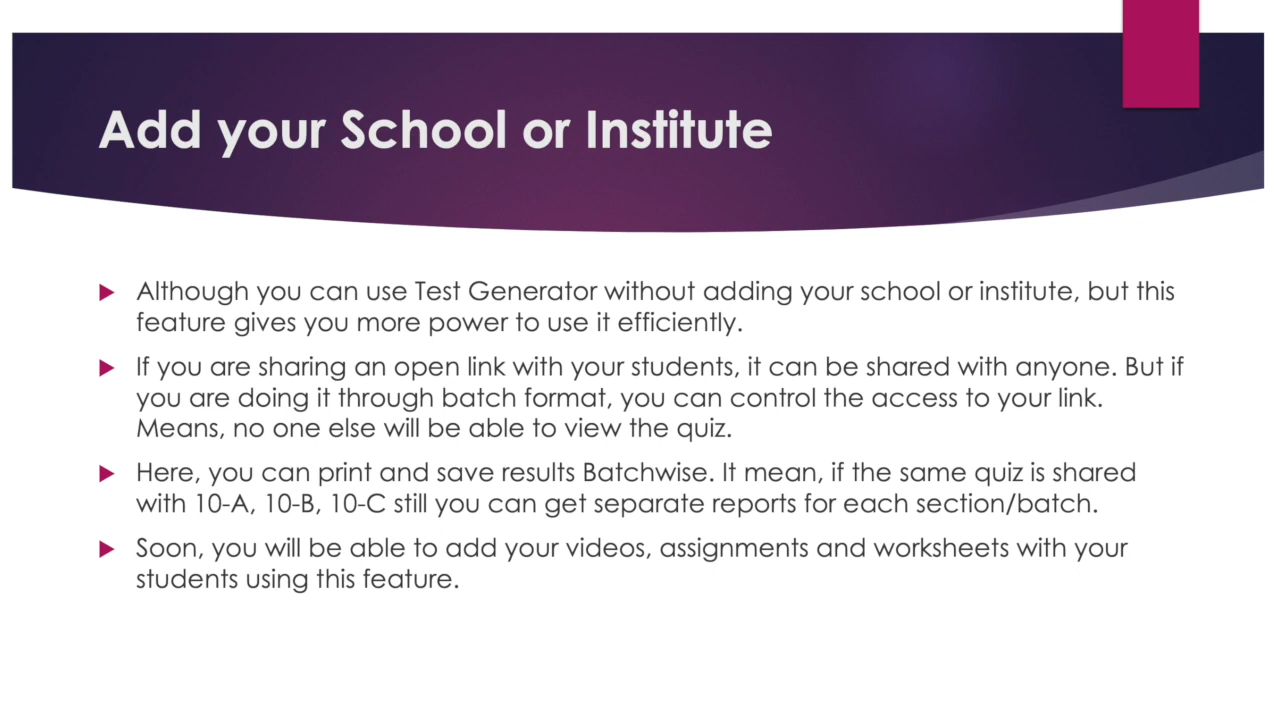 Add your School or Institute
Although you can use Test Generator without adding your school or institute, but this
feature gives you more power to use it efficiently.
If you are sharing an open link with your students, it can be shared with anyone. But if
you are doing it through batch format, you can control the access to your link.
Means, no one else will be able to view the quiz.
Here, you can print and save results Batchwise. It mean, if the same quiz is shared
with 10-A, 10-B, 10-C still you can get separate reports for each section/batch.
Soon, you will be able to add your videos, assignments and worksheets with your
students using this feature.